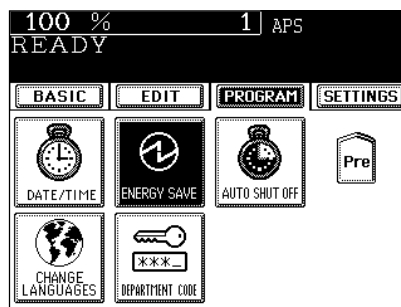 100 % 1 APS
READY
BASIC EDIT PROGRAM SETTINGS
DATE/TIME ENERGY SAVE AUTO SHUT OFF Pre
CHANGE
LANGUAGES
***_
DEPARTMENT CODE